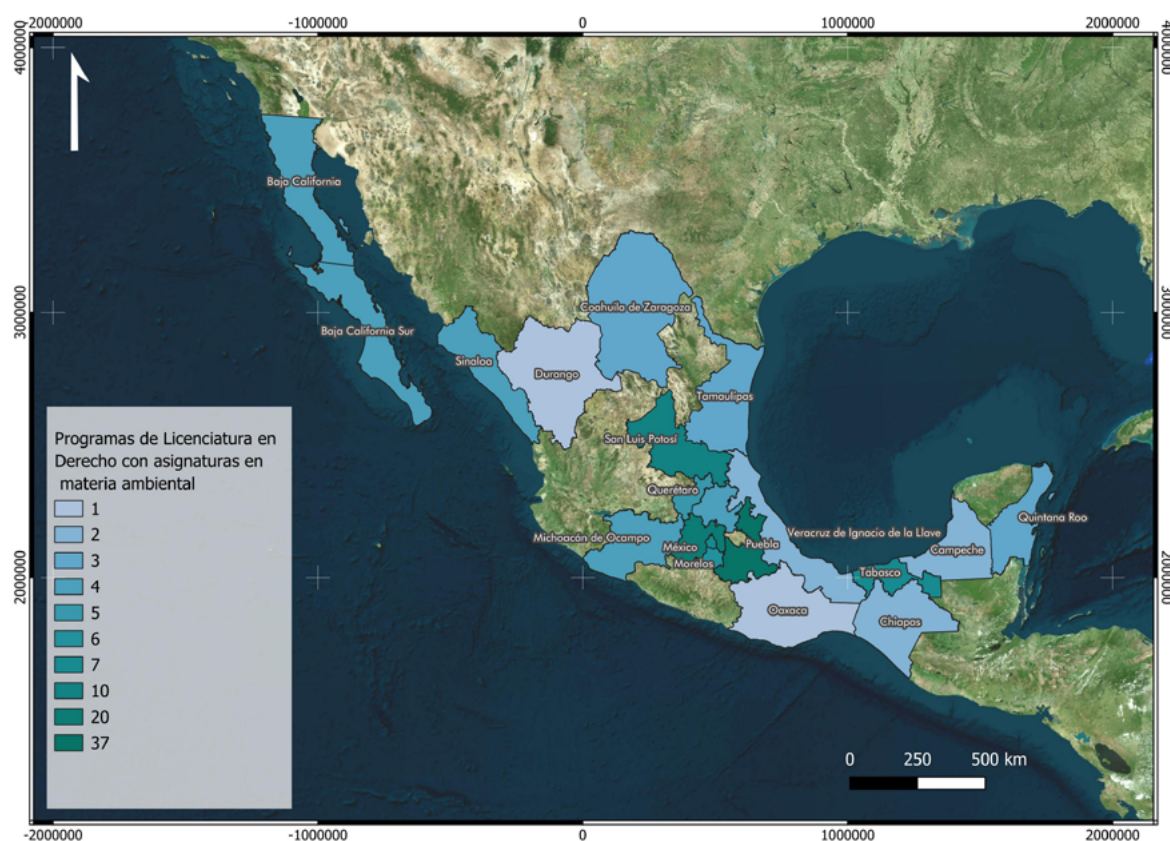 -2000000 -1000000 0 1000000 2000000
4000000
4000000
Baja California
3000000
3000000
Coahuila de Zaragoza
Baja California Sur
Sinaloa
Durango
Tamaulipas
San Luis Potosí
Querétaro
Quintana Roo
Veracruz de Ignacio de la Llave
Michoacán de Ocampo
México
Puebla
Campeche
Morelos
Tabasco
2000000
2000000
Oaxaca
Chiapas
Programas de Licenciatura en
Derecho con asignaturas en
materia ambiental
1
2
3
4
5
6
7
10
20
37
0 250 500 km
-2000000 -1000000 0 1000000 2000000